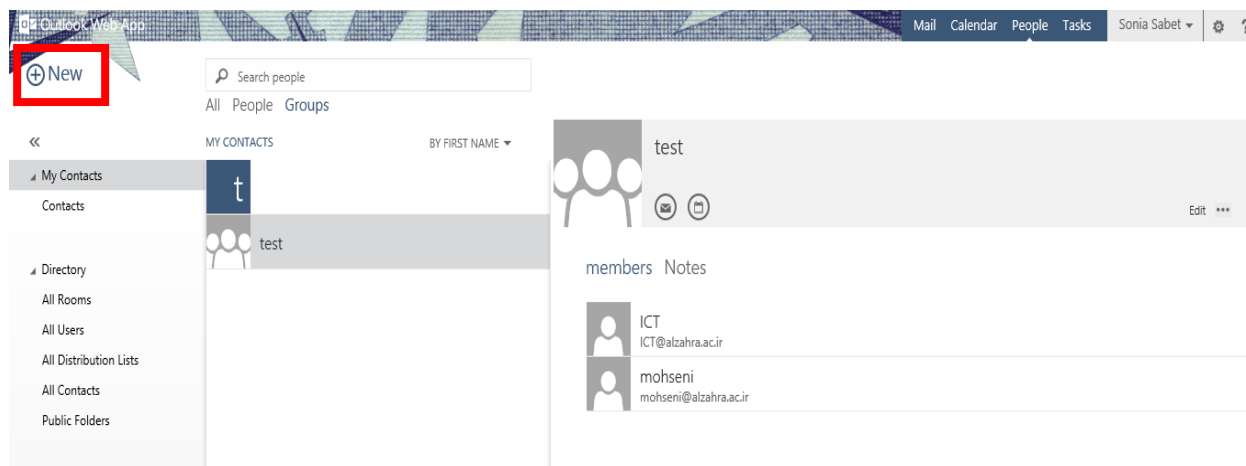 Outlook Web App
Mail Calendar People Tasks Sonia Sabet
New
Search people
All People Groups
MY CONTACTS BY FIRST NAME
My Contacts
Contacts
Directory
All Rooms
All Users
All Distribution Lists
All Contacts
Public Folders
t
test
test
Edit •••
members Notes
ICT
ICT@alzahra.ac.ir
mohseni
mohseni@alzahra.ac.ir